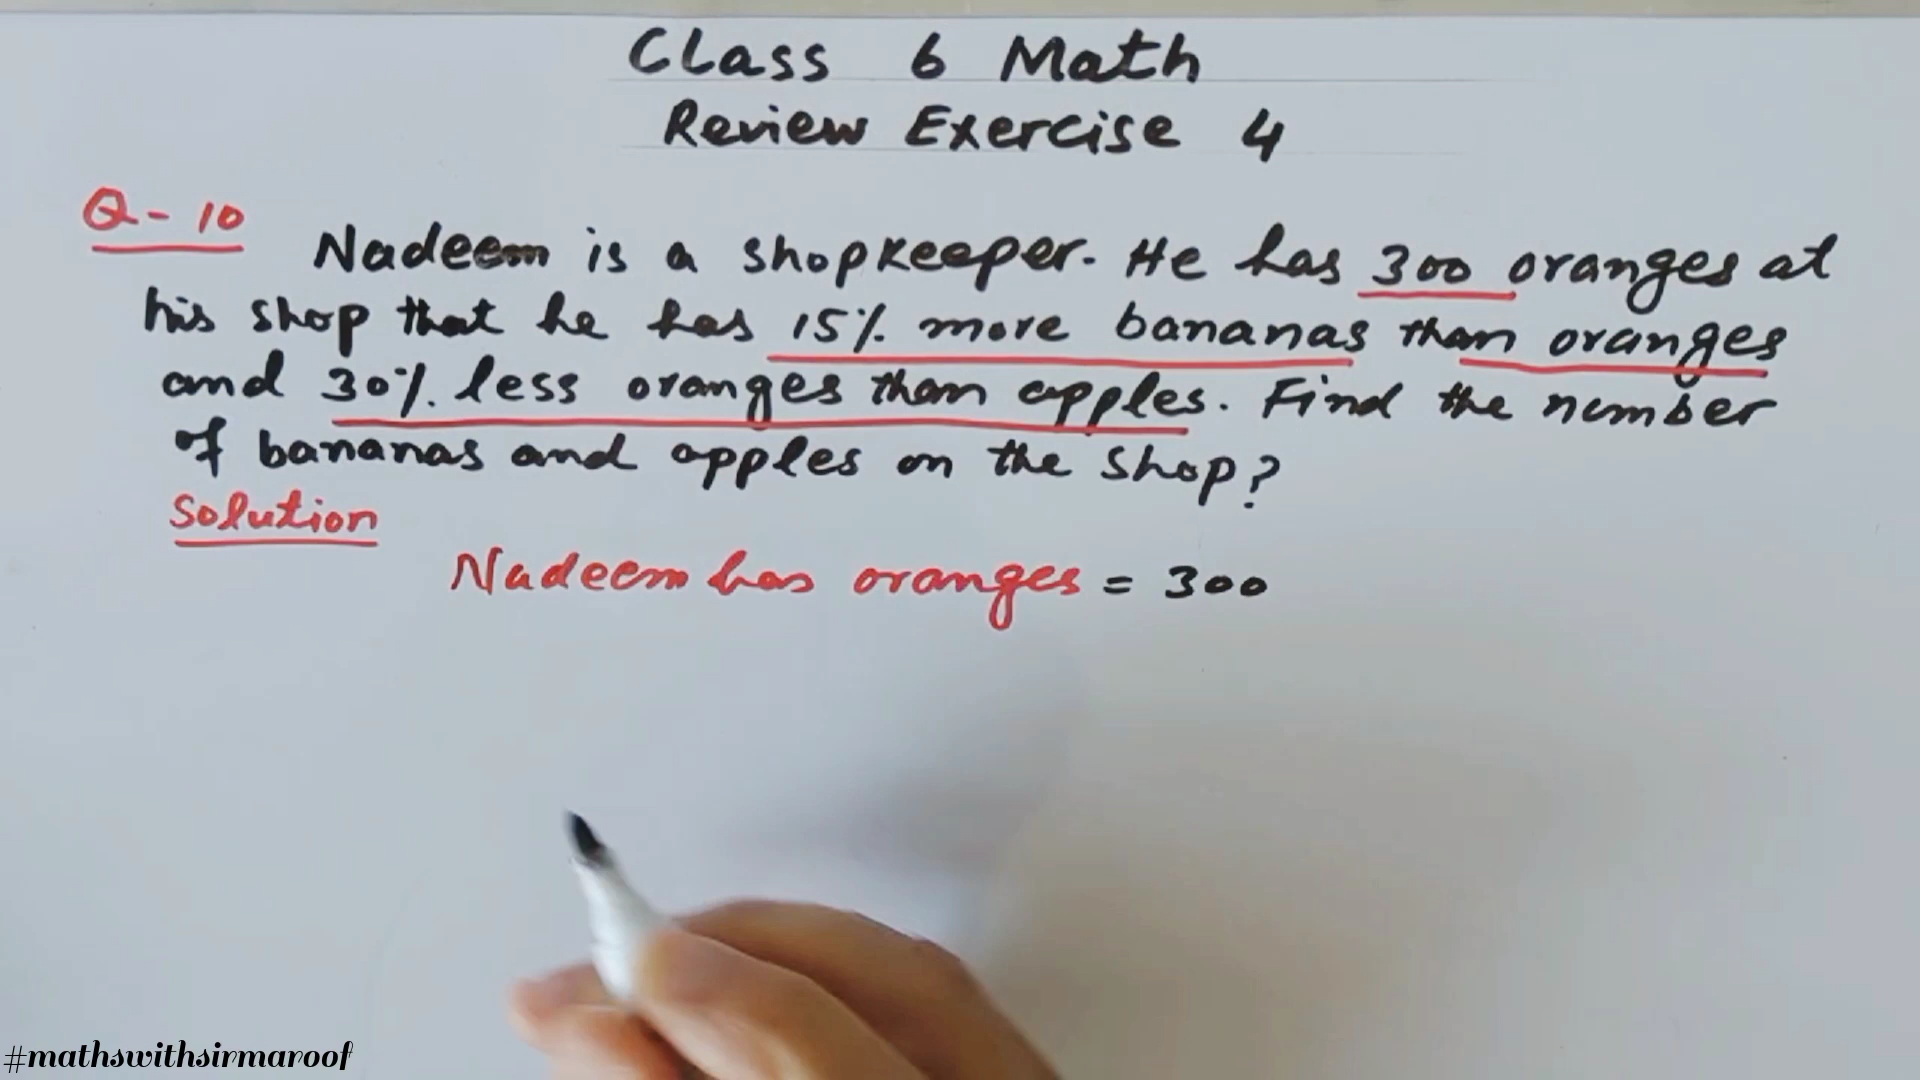 Class 6 Math
Review Exercise 4
Q-10
Nadeem is a shopkeeper. He has 300 oranges at
his shop that he has 15% more bananas than oranges
and 30% less oranges than apples. Find the number
of bananas and apples on the shop?
Solution
Nadeem has oranges = 300
#mathswithsirmaroof